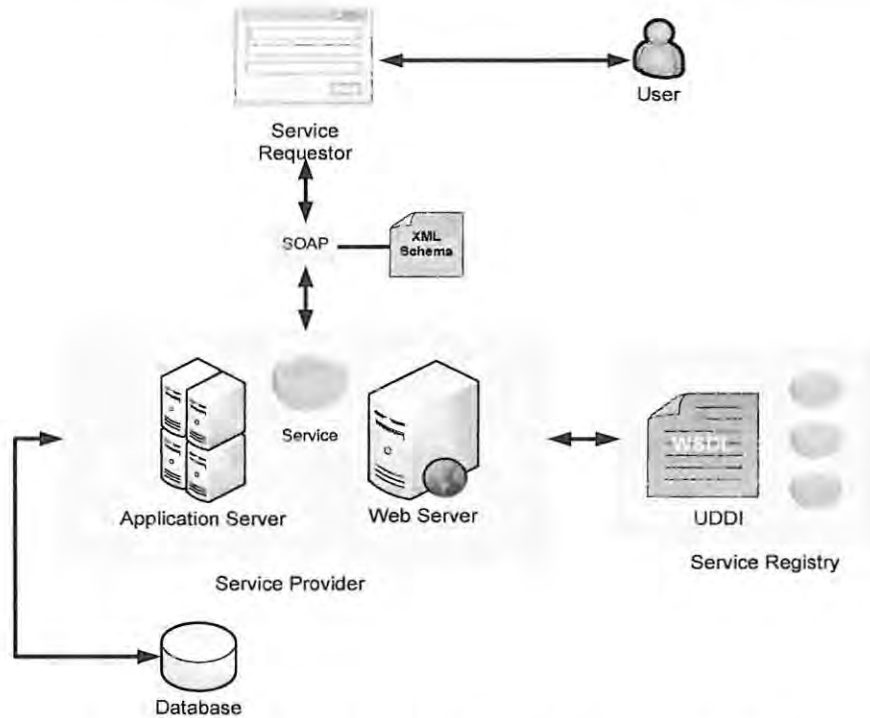 User
Service
Requestor
SOAP
XML
Schema
Service
Application Server
Web Server
WSDL
UDDI
Service Registry
Service Provider
Database